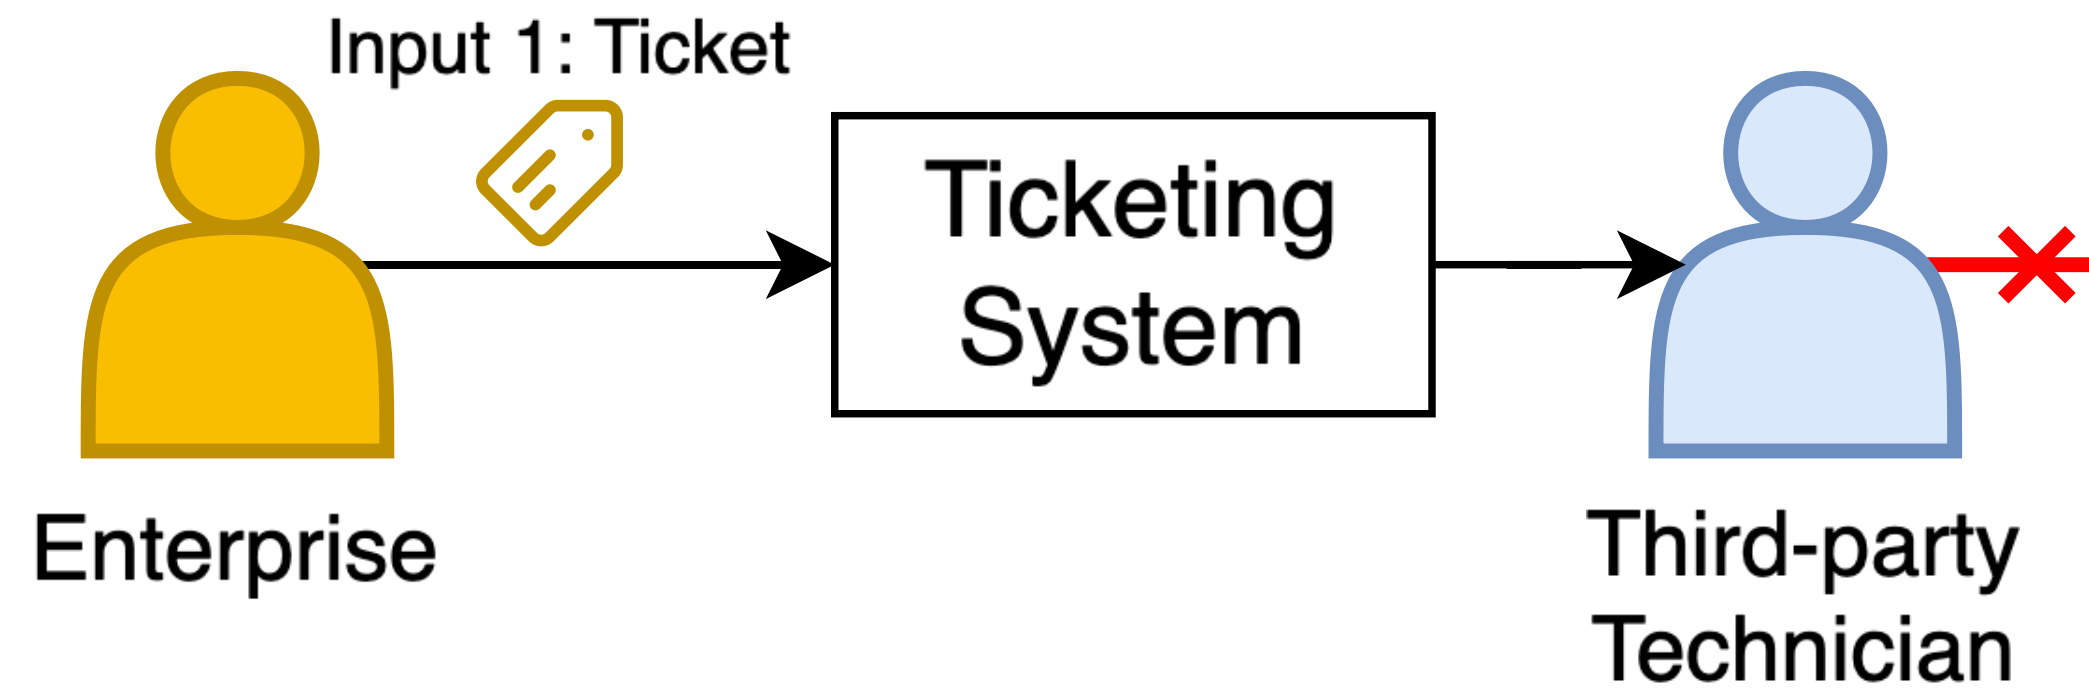 Input 1: Ticket
Ticketing
System
Enterprise
Third-party
Technician